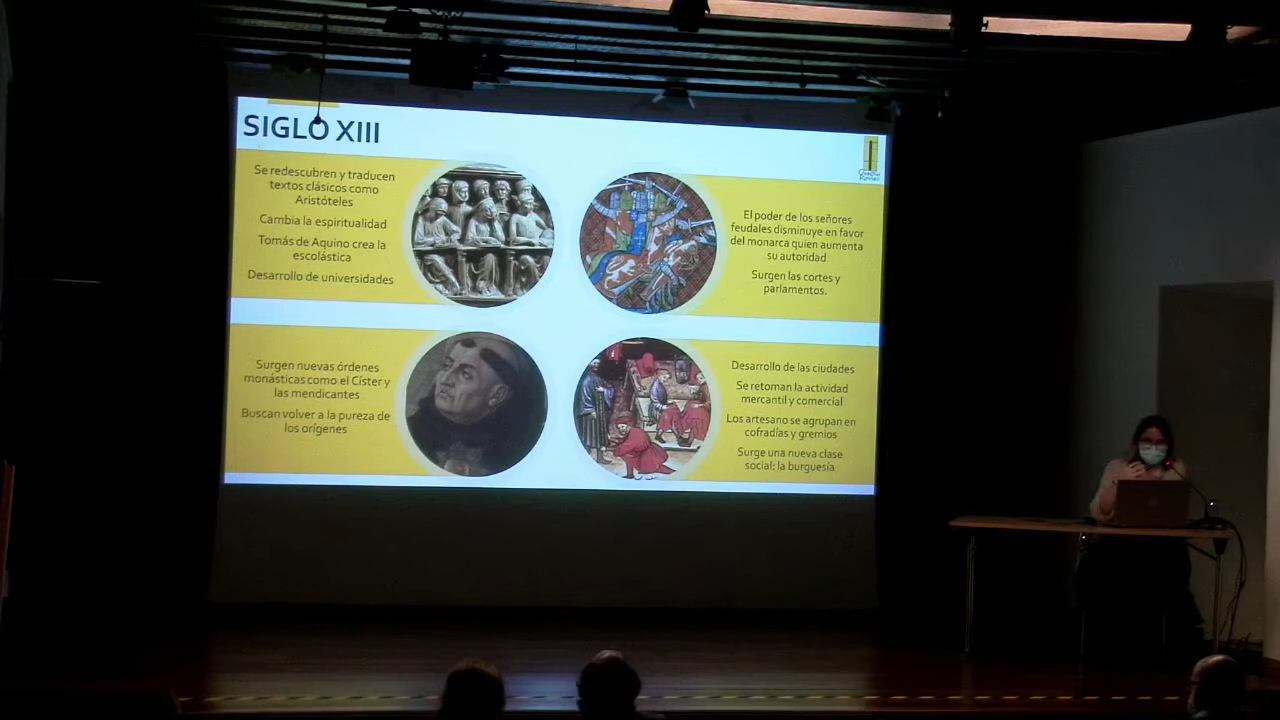 SIGLO XIII
Se redescubren y traducen
textos clásicos como
Aristóteles
Cambia la espiritualidad
Tomás de Aquino crea la
escolástica
Desarrollo de universidades
El poder de los señores
feudales disminuye en favor
del monarca quien aumenta
su autoridad
Surgen las cortes y
parlamentos.
Surgen nuevas órdenes
monásticas como el Císter y
las mendicantes
Buscan volver a la pureza de
los orígenes
Desarrollo de las ciudades
Se retoman la actividad
mercantil y comercial
Los artesano se agrupan en
cofradías y gremios
Surge una nueva clase
social: la burguesía